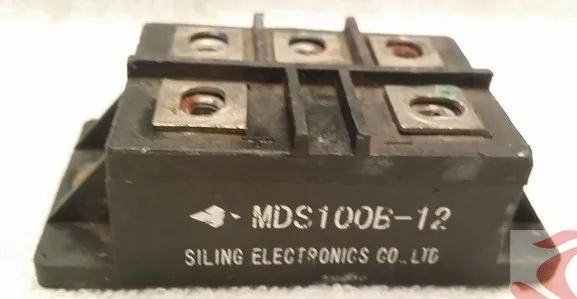 MDS100B-12
SILING ELECTRONICS CO.,LTD